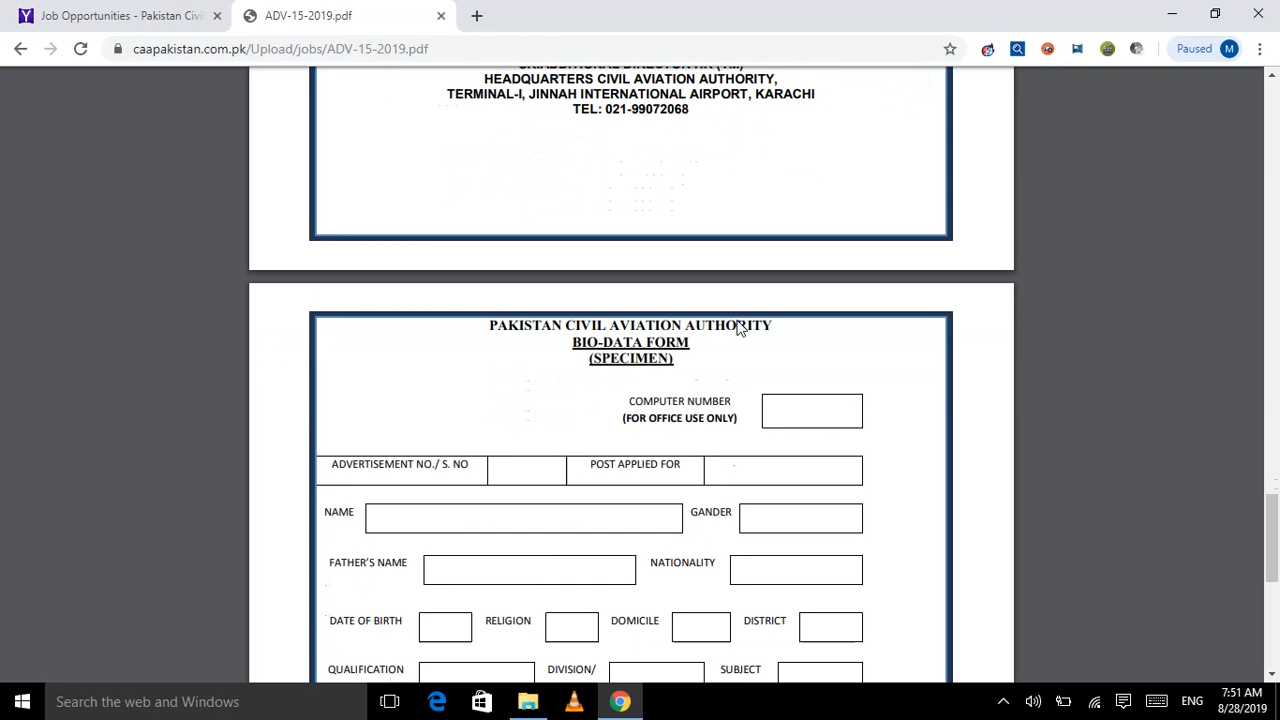 Job Opportunities - Pakistan Civi
ADV-15-2019.pdf
caapakistan.com.pk/Upload/jobs/ADV-15-2019.pdf
Paused
M
HEADQUARTERS CIVIL AVIATION AUTHORITY,
TERMINAL-I, JINNAH INTERNATIONAL AIRPORT, KARACHI
TEL: 021-99072068
PAKISTAN CIVIL AVIATION AUTHORITY
BIO-DATA FORM
(SPECIMEN)
COMPUTER NUMBER
(FOR OFFICE USE ONLY)
ADVERTISEMENT NO./ S. NO POST APPLIED FOR
NAME GANDER
FATHER'S NAME NATIONALITY
DATE OF BIRTH RELIGION DOMICILE DISTRICT
QUALIFICATION DIVISION/ SUBJECT
Search the web and Windows
ENG
7:51 AM
8/28/2019